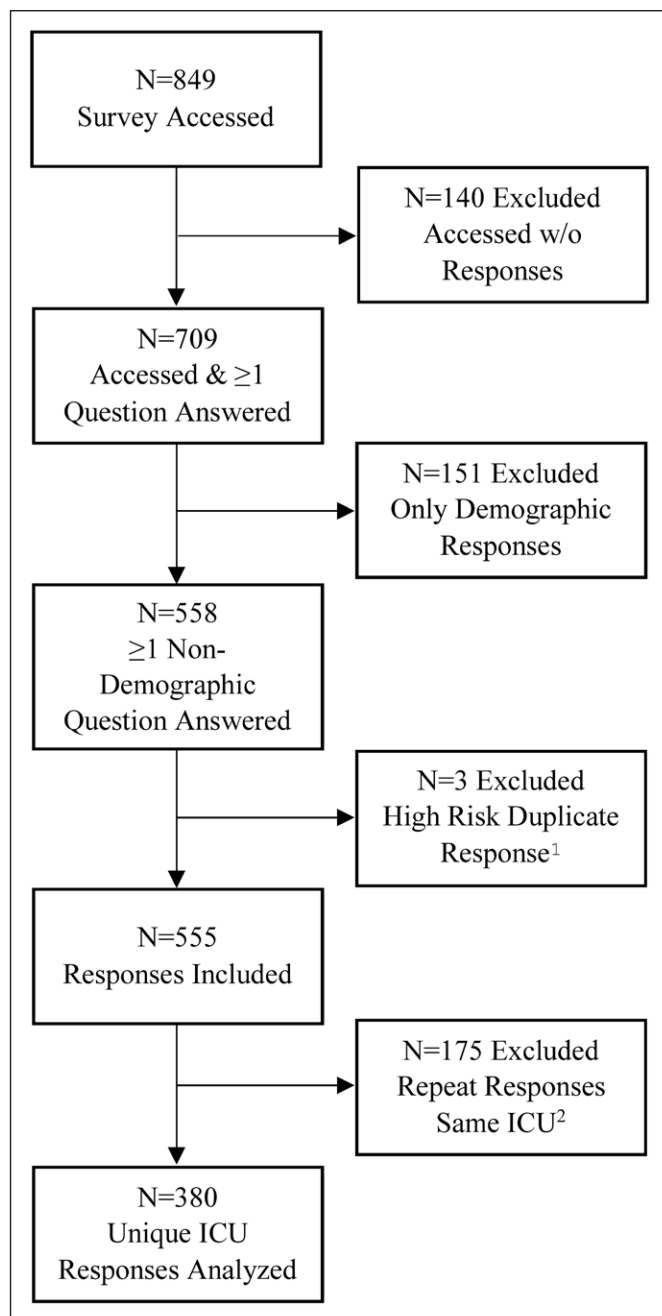 N=849
Survey Accessed
N=140 Excluded
Accessed w/o
Responses
N=709
Accessed & ≥1
Question Answered
N=151 Excluded
Only Demographic
Responses
N=558
≥1 Non-
Demographic
Question Answered
N=3 Excluded
High Risk Duplicate
Response¹
N=555
Responses Included
N=175 Excluded
Repeat Responses
Same ICU²
N=380
Unique ICU
Responses Analyzed